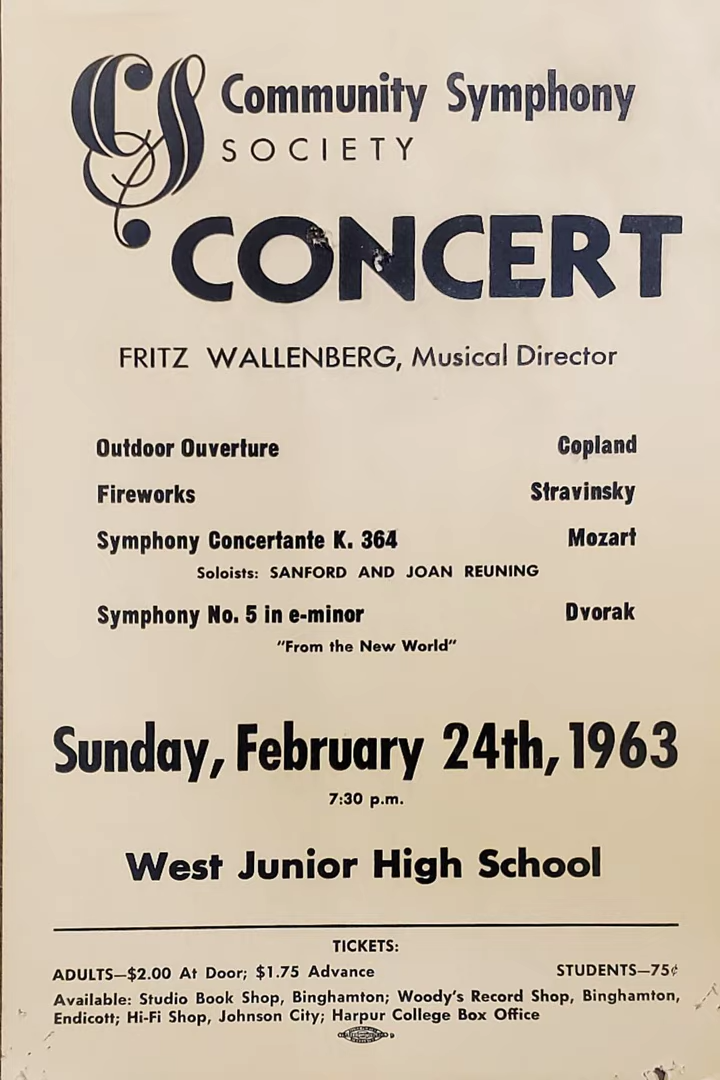 CS Community Symphony
SOCIETY
CONCERT
FRITZ WALLENBERG, Musical Director
Outdoor Ouverture Copland
Fireworks Stravinsky
Symphony Concertante K. 364 Mozart
Soloists: SANFORD AND JOAN REUNING
Symphony No. 5 in e-minor Dvorak
"From the New World"
Sunday, February 24th, 1963
7:30 p.m.
West Junior High School
TICKETS:
ADULTS—$2.00 At Door; $1.75 Advance STUDENTS—75¢
Available: Studio Book Shop, Binghamton; Woody's Record Shop, Binghamton,
Endicott; Hi-Fi Shop, Johnson City; Harpur College Box Office